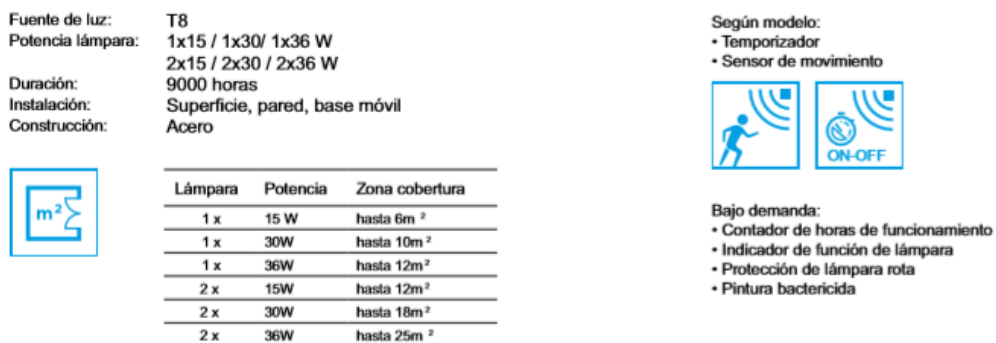 Fuente de luz: T8
Potencia lámpara: 1x15 / 1x30/ 1x36 W
2x15 / 2x30 / 2x36 W
Duración: 9000 horas
Instalación: Superficie, pared, base móvil
Construcción: Acero
m²
Lámpara Potencia Zona cobertura
1 x 15 W hasta 6m ²
1 x 30W hasta 10m ²
1 x 36W hasta 12m ²
2 x 15W hasta 12m ²
2 x 30W hasta 18m ²
2 x 36W hasta 25m ²
Según modelo:
• Temporizador
• Sensor de movimiento
ON-OFF
Bajo demanda:
• Contador de horas de funcionamiento
• Indicador de función de lámpara
• Protección de lámpara rota
• Pintura bactericida